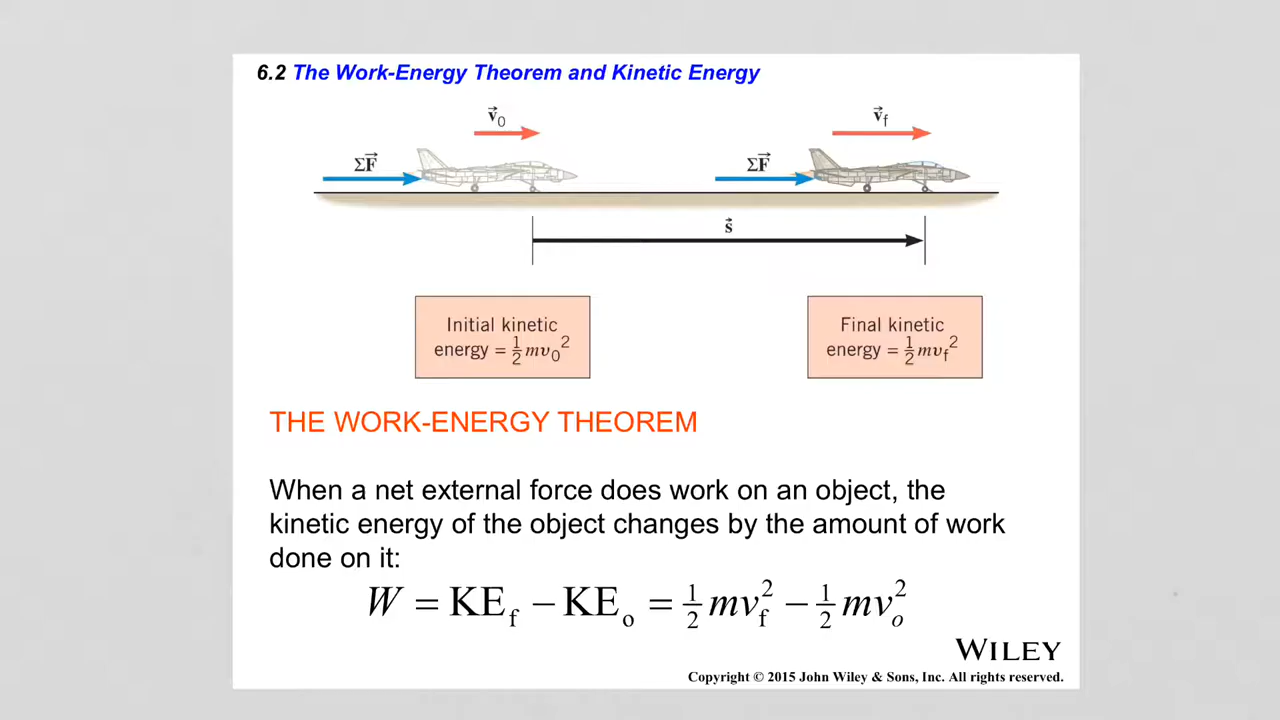 6.2 The Work-Energy Theorem and Kinetic Energy
v⃗₀ v⃗f
ΣF⃗ ΣF⃗
s⃗
Initial kinetic
energy = ½mv₀²
Final kinetic
energy = ½mvf²
THE WORK-ENERGY THEOREM
When a net external force does work on an object, the
kinetic energy of the object changes by the amount of work
done on it:
W = KEf − KEo = ½mvf² − ½mvo²
WILEY
Copyright © 2015 John Wiley & Sons, Inc. All rights reserved.